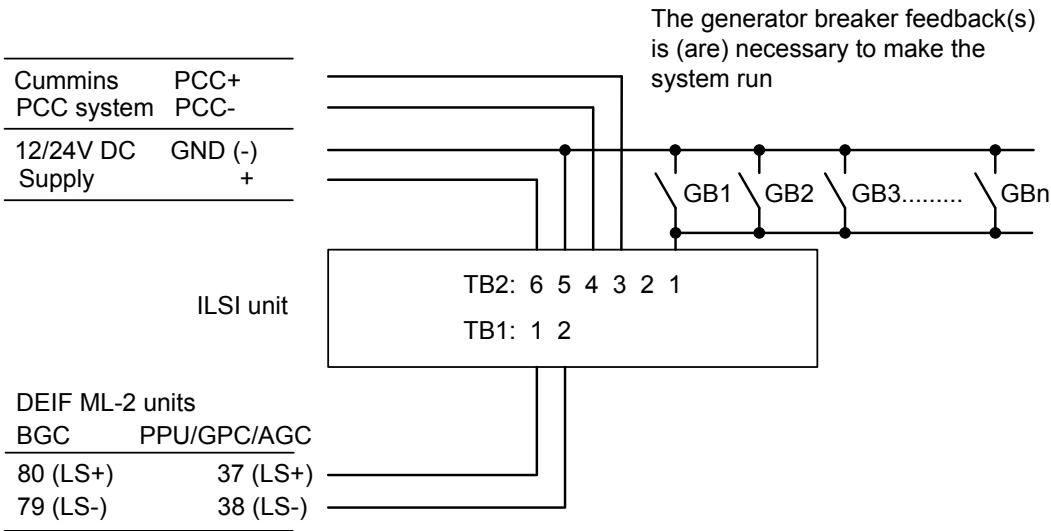 The generator breaker feedback(s)
is (are) necessary to make the
system run
Cummins PCC+
PCC system PCC-
12/24V DC GND (-)
Supply +
GB1 GB2 GB3......... GBn
TB2: 6 5 4 3 2 1
ILSI unit
TB1: 1 2
DEIF ML-2 units
BGC PPU/GPC/AGC
80 (LS+) 37 (LS+)
79 (LS-) 38 (LS-)